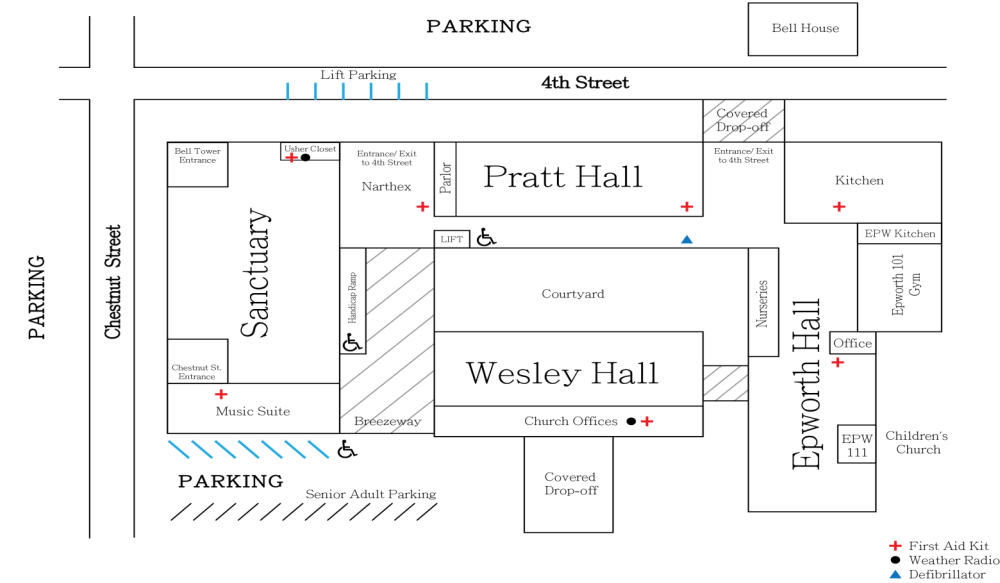 PARKING
Bell House
Lift Parking
4th Street
Covered
Drop-off
Bell Tower
Entrance
Usher Closet
Entrance/ Exit
to 4th Street
Narthex
Parlor
Pratt Hall
Entrance/Exit
to 4th Street
Kitchen
LIFT
EPW Kitchen
PARKING
Chestnut Street
Sanctuary
Handicap Ramp
Courtyard
Nurseries
Epworth 101
Gym
Epworth Hall
Office
Chestnut St.
Entrance
Wesley Hall
Music Suite
Breezeway
Church Offices
EPW
111
Children's
Church
PARKING
Senior Adult Parking
Covered
Drop-off
First Aid Kit
Weather Radio
Defibrillator